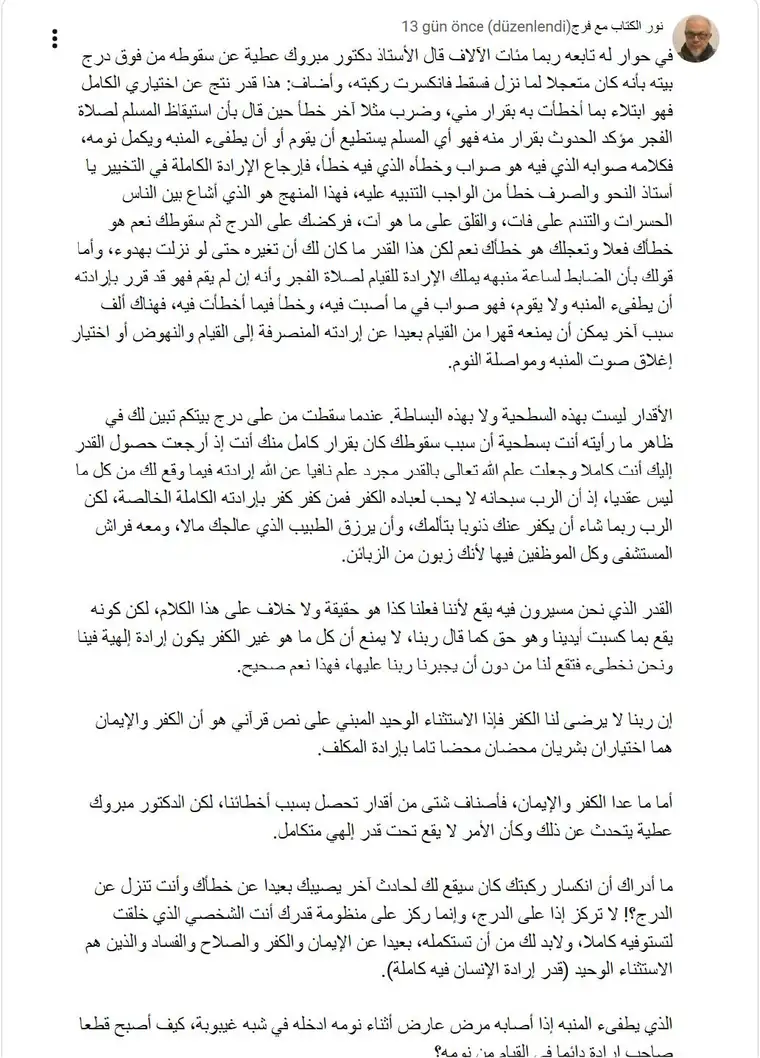 نور الكتاب مع فرج(düzenlendi) 13 gün önce
في حوار له تابعه ربما مئات الآلاف قال الأستاذ دكتور مبروك عطية عن سقوطه من فوق درج
بيته بأنه كان متعجلا لما نزل فسقط فانكسرت ركبته، وأضاف: هذا قدر نتج عن اختياري الكامل
فهو ابتلاء بما أخطأت به بقرار مني، وضرب مثلا آخر خطأ حين قال بأن استيقاظ المسلم لصلاة
الفجر مؤكد الحدوث بقرار منه فهو أي المسلم يستطيع أن يقوم أو أن يطفىء المنبه ويكمل نومه،
فكلامه صوابه الذي فيه هو صواب وخطأه الذي فيه خطأ، فإرجاع الإرادة الكاملة في التخيير يا
أستاذ النحو والصرف خطأ من الواجب التنبيه عليه، فهذا المنهج هو الذي أشاع بين الناس
الحسرات والتندم على فات، والقلق على ما هو آت، فركضك على الدرج ثم سقوطك نعم هو
خطأك فعلا وتعجلك هو خطأك نعم لكن هذا القدر ما كان لك أن تغيره حتى لو نزلت بهدوء، وأما
قولك بأن الضابط لساعة منبهه يملك الإرادة للقيام لصلاة الفجر وأنه إن لم يقم فهو قد قرر بإرادته
أن يطفىء المنبه ولا يقوم، فهو صواب في ما أصبت فيه، وخطأ فيما أخطأت فيه، فهناك ألف
سبب آخر يمكن أن يمنعه قهرا من القيام بعيدا عن إرادته المنصرفة إلى القيام والنهوض أو اختيار
إغلاق صوت المنبه ومواصلة النوم.
الأقدار ليست بهذه السطحية ولا بهذه البساطة. عندما سقطت من على درج بيتكم تبين لك في
ظاهر ما رأيته أنت بسطحية أن سبب سقوطك كان بقرار كامل منك أنت إذ أرجعت حصول القدر
إليك أنت كاملا وجعلت علم الله تعالى بالقدر مجرد علم نافيا عن الله إرادته فيما وقع لك من كل ما
ليس عقديا، إذ أن الرب سبحانه لا يحب لعباده الكفر فمن كفر كفر بإرادته الكاملة الخالصة، لكن
الرب ربما شاء أن يكفر عنك ذنوبا بتألمك، وأن يرزق الطبيب الذي عالجك مالا، ومعه فراش
المستشفى وكل الموظفين فيها لأنك زبون من الزبائن.
القدر الذي نحن مسيرون فيه يقع لأننا فعلنا كذا هو حقيقة ولا خلاف على هذا الكلام، لكن كونه
يقع بما كسبت أيدينا وهو حق كما قال ربنا، لا يمنع أن كل ما هو غير الكفر يكون إرادة إلهية فينا
ونحن نخطىء فتقع لنا من دون أن يجبرنا ربنا عليها، فهذا نعم صحيح.
إن ربنا لا يرضى لنا الكفر فإذا الاستثناء الوحيد المبني على نص قرآني هو أن الكفر والإيمان
هما اختياران بشريان محضان محضا تاما بإرادة المكلف.
أما ما عدا الكفر والإيمان، فأصناف شتى من أقدار تحصل بسبب أخطائنا، لكن الدكتور مبروك
عطية يتحدث عن ذلك وكأن الأمر لا يقع تحت قدر إلهي متكامل.
ما أدراك أن انكسار ركبتك كان سيقع لك لحادث آخر يصيبك بعيدا عن خطأك وأنت تنزل عن
الدرج؟! لا تركز إذا على الدرج، وإنما ركز على منظومة قدرك أنت الشخصي الذي خلقت
لتستوفيه كاملا، ولابد لك من أن تستكمله، بعيدا عن الإيمان والكفر والصلاح والفساد والذين هم
الاستثناء الوحيد (قدر إرادة الإنسان فيه كاملة).
الذي يطفىء المنبه إذا أصابه مرض عارض أثناء نومه ادخله في شبه غيبوبة، كيف أصبح قطعا
صاحب إرادة دائما في القيام من نومه؟